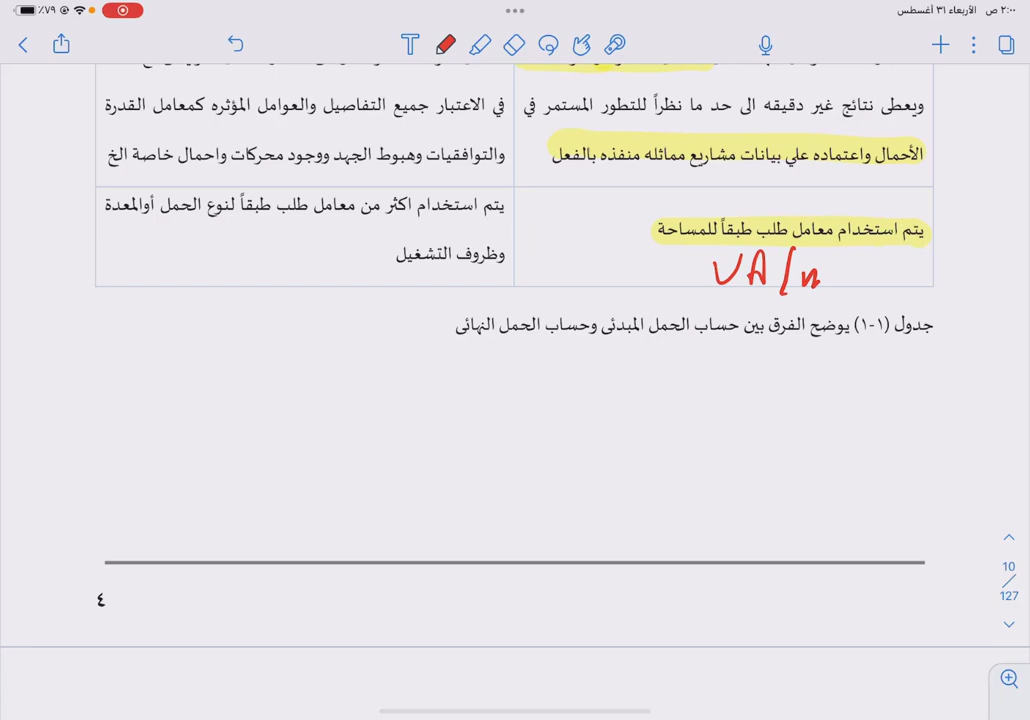 ٢:٠٠ ص الأربعاء ٣١ أغسطس
٧٩٪
ويعطى نتائج غير دقيقه الى حد ما نظراً للتطور المستمر في
الأحمال واعتماده علي بيانات مشاريع مماثله منفذه بالفعل
في الاعتبار جميع التفاصيل والعوامل المؤثره كمعامل القدرة
والتوافقيات وهبوط الجهد ووجود محركات واحمال خاصة الخ
يتم استخدام معامل طلب طبقاً للمساحة
VA/m
يتم استخدام اكثر من معامل طلب طبقاً لنوع الحمل أوالمعدة
وظروف التشغيل
جدول (١-١) يوضح الفرق بين حساب الحمل المبدئى وحساب الحمل النهائى
10
/
127
٤